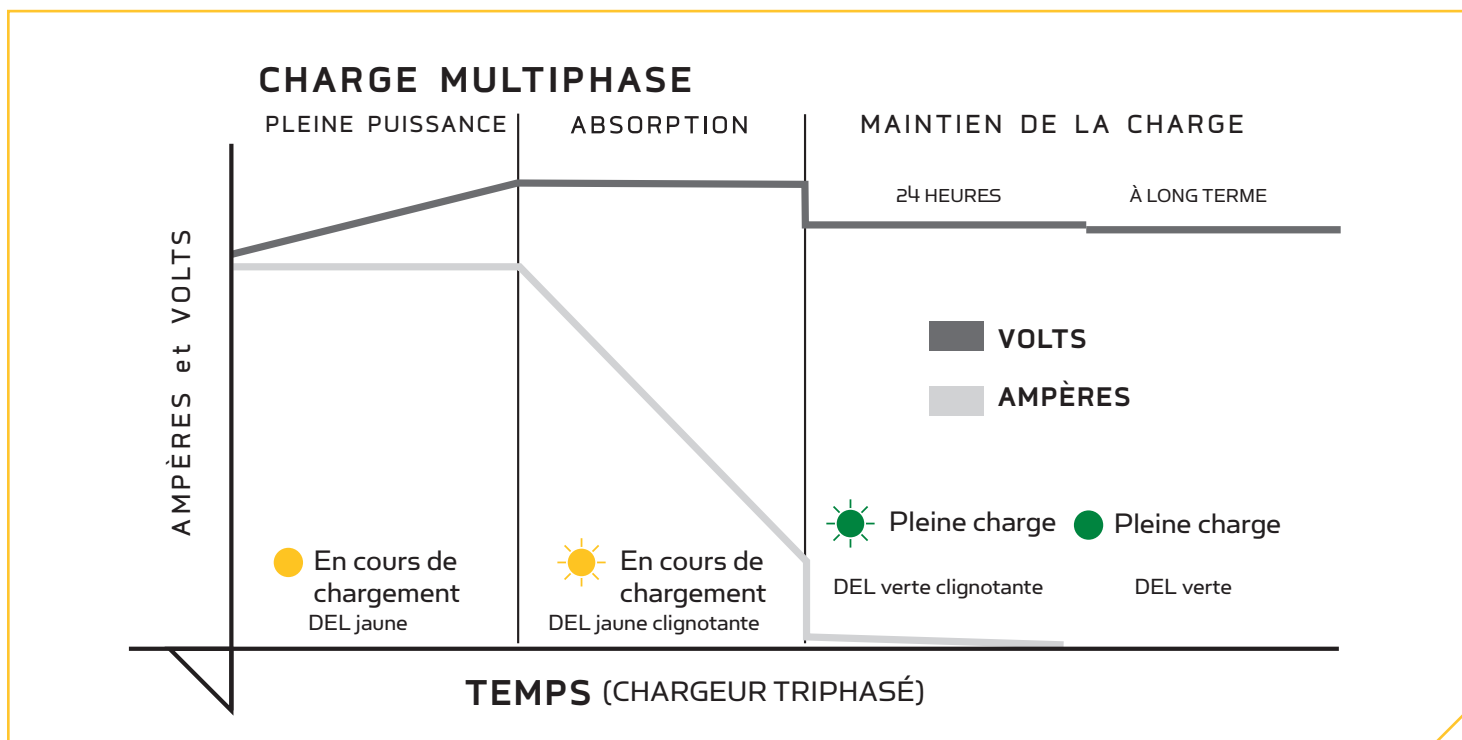 CHARGE MULTIPHASE
PLEINE PUISSANCE
ABSORPTION
MAINTIEN DE LA CHARGE
24 HEURES
À LONG TERME
AMPÈRES et VOLTS
VOLTS
AMPÈRES
En cours de
chargement
DEL jaune
En cours de
chargement
DEL jaune clignotante
Pleine charge
DEL verte clignotante
Pleine charge
DEL verte
TEMPS (CHARGEUR TRIPHASÉ)